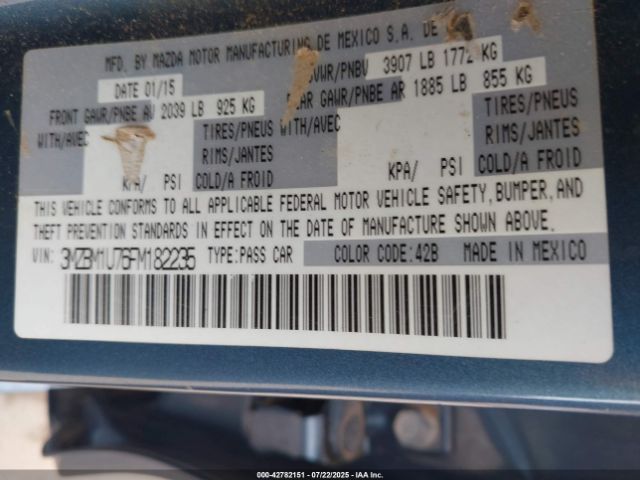 MFD. BY MAZDA MOTOR MANUFACTURING DE MEXICO S.A. DE
DATE 01/15 GVWR/PNBV 3907 LB 1772 KG
FRONT GAWR/PNBE AV 2039 LB 925 KG REAR GAWR/PNBE AR 1885 LB 855 KG
WITH/AVEC TIRES/PNEUS WITH/AVEC TIRES/PNEUS
RIMS/JANTES RIMS/JANTES
KPA/ PSI COLD/A FROID KPA/ PSI COLD/A FROID
THIS VEHICLE CONFORMS TO ALL APPLICABLE FEDERAL MOTOR VEHICLE SAFETY, BUMPER, AND
THEFT PREVENTION STANDARDS IN EFFECT ON THE DATE OF MANUFACTURE SHOWN ABOVE.
VIN: 3MZBM1U76FM182235 TYPE: PASS CAR COLOR CODE: 42B MADE IN MEXICO
000-42782151 - 07/22/2025 - IAA Inc.